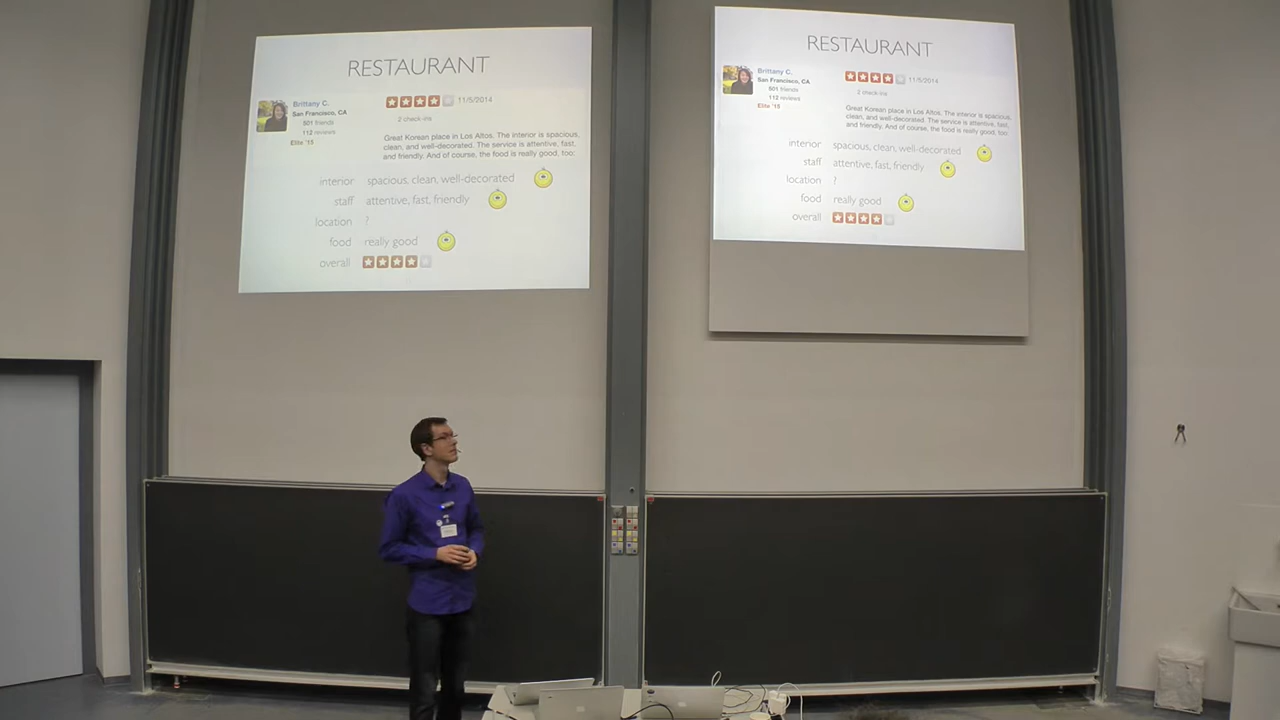 RESTAURANT
Brittany C.
San Francisco, CA
501 friends
112 reviews
Elite '15
11/5/2014
2 check-ins
Great Korean place in Los Altos. The interior is spacious,
clean, and well-decorated. The service is attentive, fast,
and friendly. And of course, the food is really good, too:
interior spacious, clean, well-decorated
staff attentive, fast, friendly
location ?
food really good
overall
RESTAURANT
Brittany C.
San Francisco, CA
501 friends
112 reviews
Elite '15
11/5/2014
2 check-ins
Great Korean place in Los Altos. The interior is spacious,
clean, and well-decorated. The service is attentive, fast,
and friendly. And of course, the food is really good, too:
interior spacious, clean, well-decorated
staff attentive, fast, friendly
location ?
food really good
overall